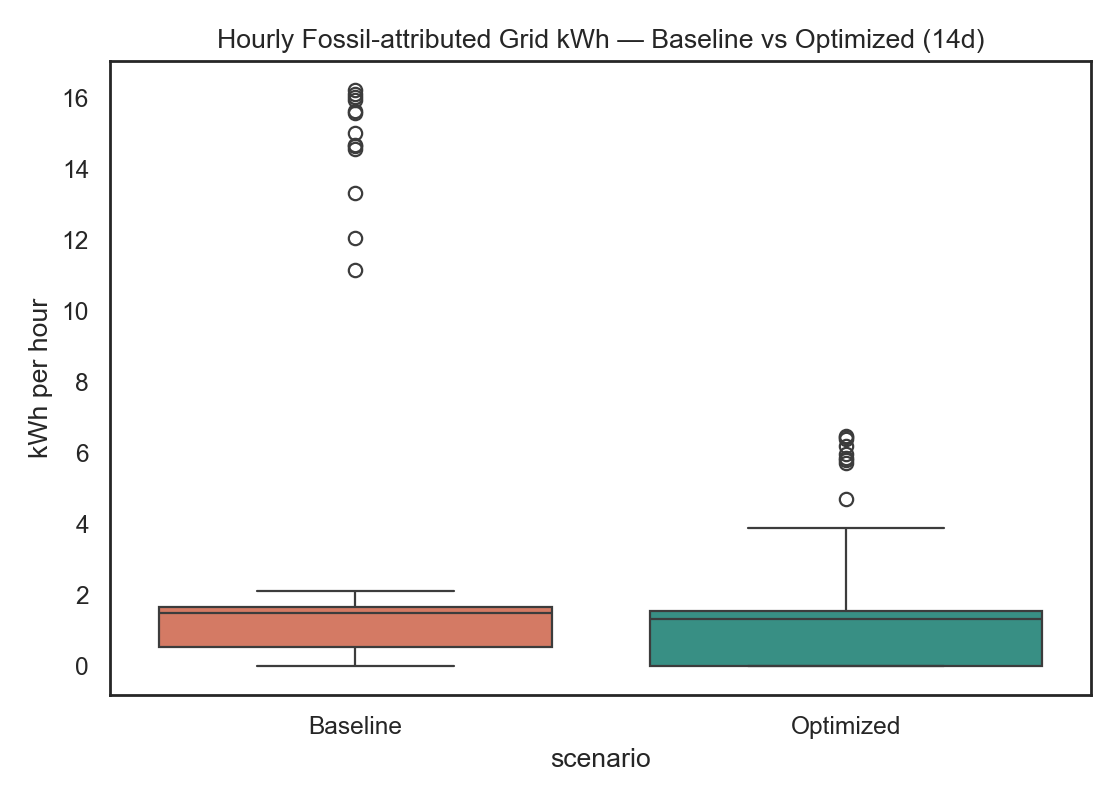 Hourly Fossil-attributed Grid kWh — Baseline vs Optimized (14d)
kWh per hour
16
14
12
10
8
6
4
2
0
Baseline
Optimized
scenario